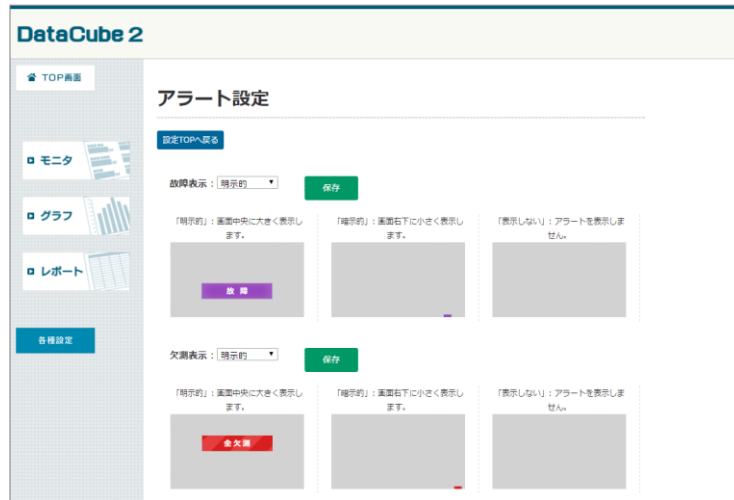 DataCube 2
TOP画面
アラート設定
設定TOPへ戻る
モニタ
グラフ
レポート
各種設定
故障表示：明示的
保存
「明示的」：画面中央に大きく表示し
ます。
「暗示的」：画面右下に小さく表示し
ます。
「表示しない」：アラートを表示しま
せん。
故 障
欠測表示：明示的
保存
「明示的」：画面中央に大きく表示し
ます。
「暗示的」：画面右下に小さく表示し
ます。
「表示しない」：アラートを表示しま
せん。
全欠測